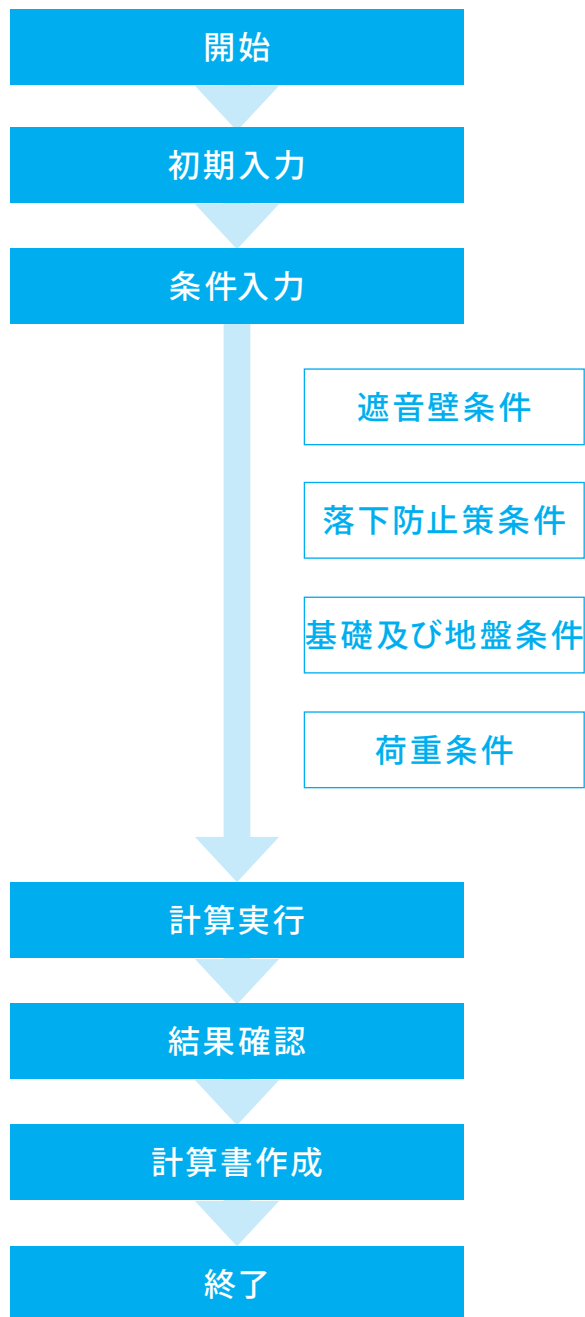 開始
初期入力
条件入力
遮音壁条件
落下防止策条件
基礎及び地盤条件
荷重条件
計算実行
結果確認
計算書作成
終了